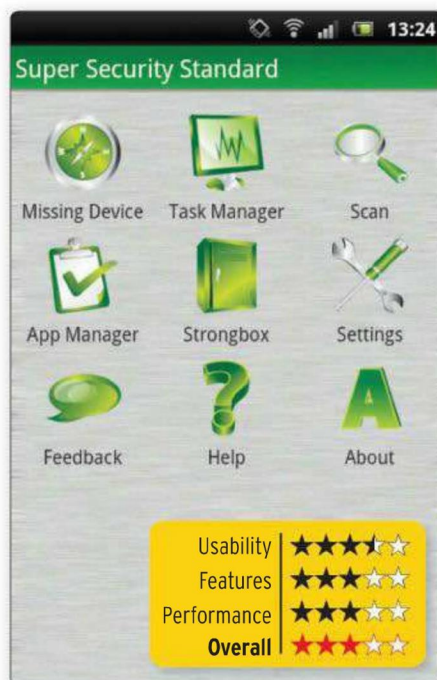 13:24
Super Security Standard
Missing Device Task Manager Scan
App Manager Strongbox Settings
Feedback Help About
Usability
Features
Performance
Overall